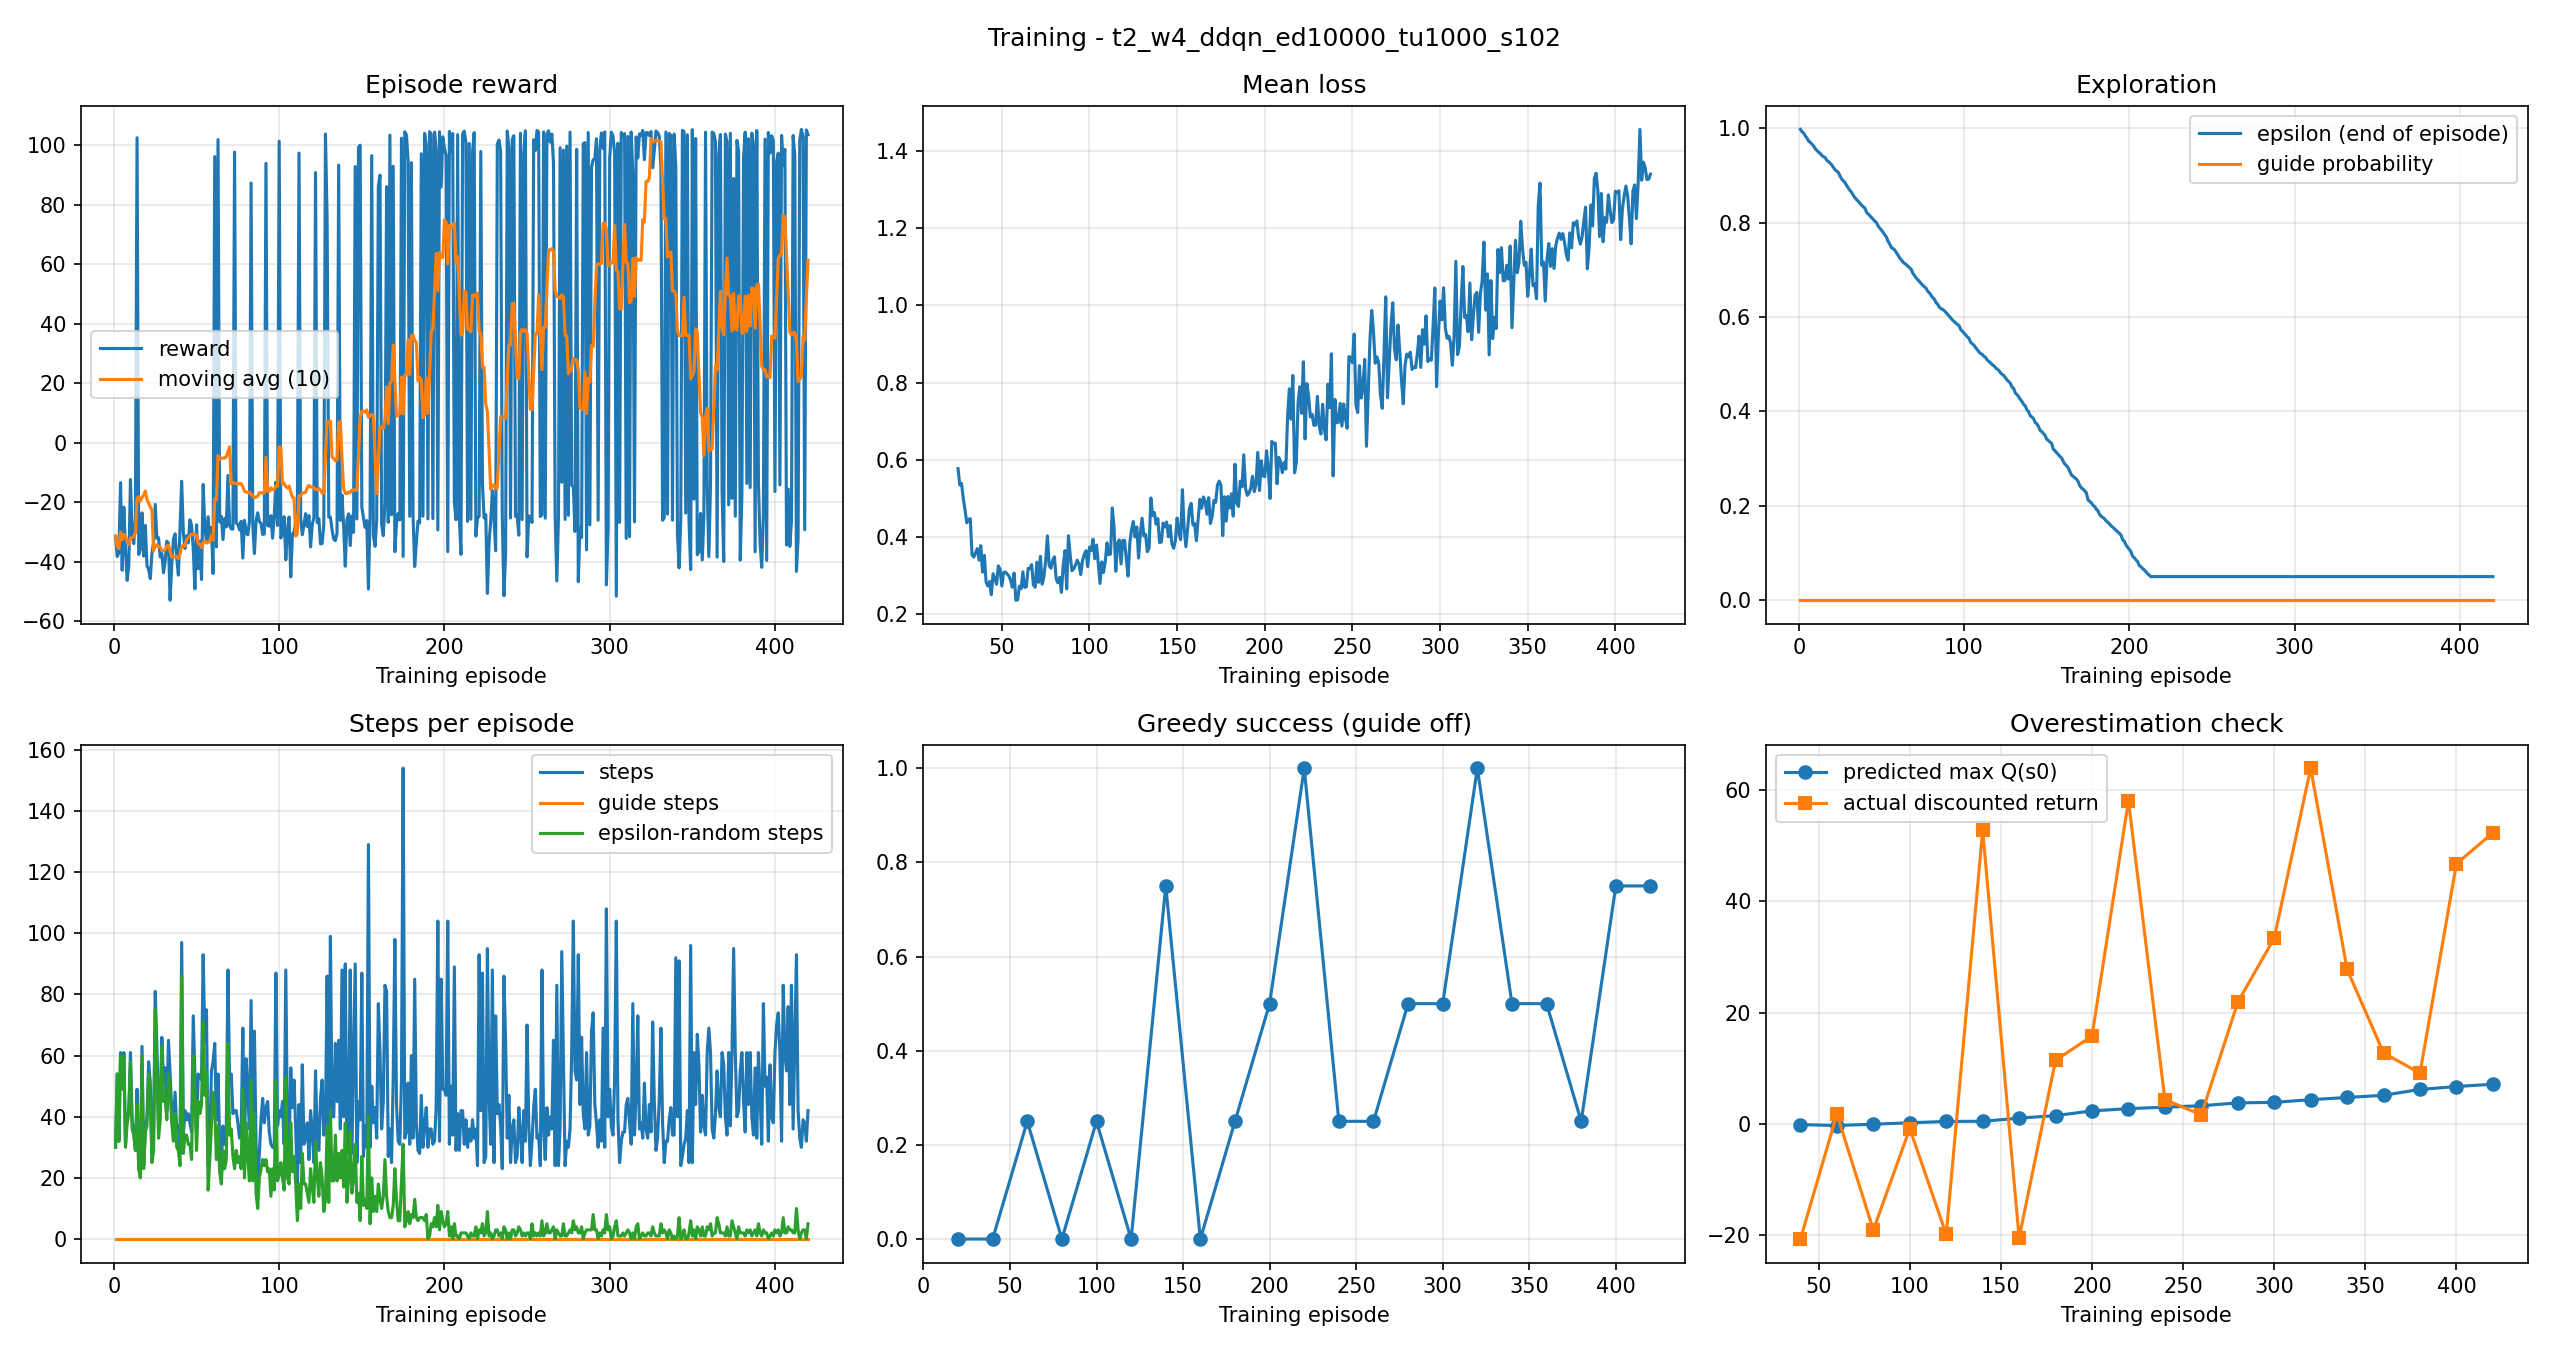 Training - t2_w4_ddqn_ed10000_tu1000_s102
Episode reward
100
80
60
40
20
0
−20
−40
−60
reward
moving avg (10)
0 100 200 300 400
Training episode
Mean loss
1.4
1.2
1.0
0.8
0.6
0.4
0.2
50 100 150 200 250 300 350 400
Training episode
Exploration
1.0
0.8
0.6
0.4
0.2
0.0
epsilon (end of episode)
guide probability
0 100 200 300 400
Training episode
Steps per episode
160
140
120
100
80
60
40
20
0
steps
guide steps
epsilon-random steps
0 100 200 300 400
Training episode
Greedy success (guide off)
1.0
0.8
0.6
0.4
0.2
0.0
0 50 100 150 200 250 300 350 400
Training episode
Overestimation check
60
40
20
0
−20
predicted max Q(s0)
actual discounted return
50 100 150 200 250 300 350 400
Training episode